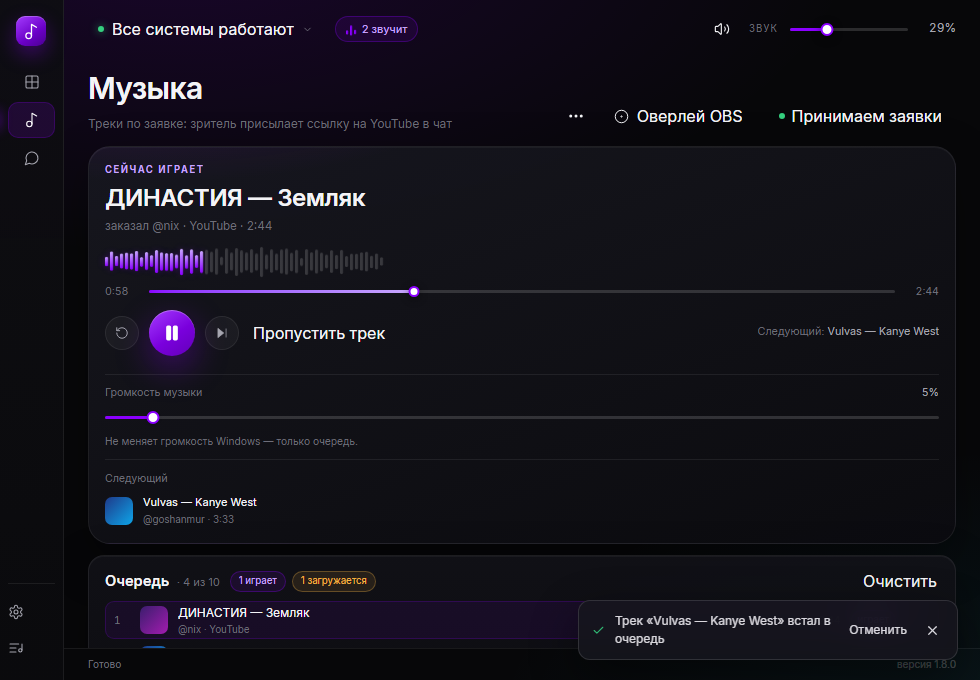 Все системы работают
2 звучит
ЗВУК
29%
Музыка
Треки по заявке: зритель присылает ссылку на YouTube в чат
Оверлей OBS
Принимаем заявки
СЕЙЧАС ИГРАЕТ
ДИНАСТИЯ — Земляк
заказал @nix · YouTube · 2:44
0:58
2:44
Пропустить трек
Следующий: Vulvas — Kanye West
Громкость музыки
5%
Не меняет громкость Windows — только очередь.
Следующий
Vulvas — Kanye West
@goshanmur · 3:33
Очередь · 4 из 10
1 играет
1 загружается
Очистить
1
ДИНАСТИЯ — Земляк
@nix · YouTube
Трек «Vulvas — Kanye West» встал в
очередь
Отменить
Готово
версия 1.8.0